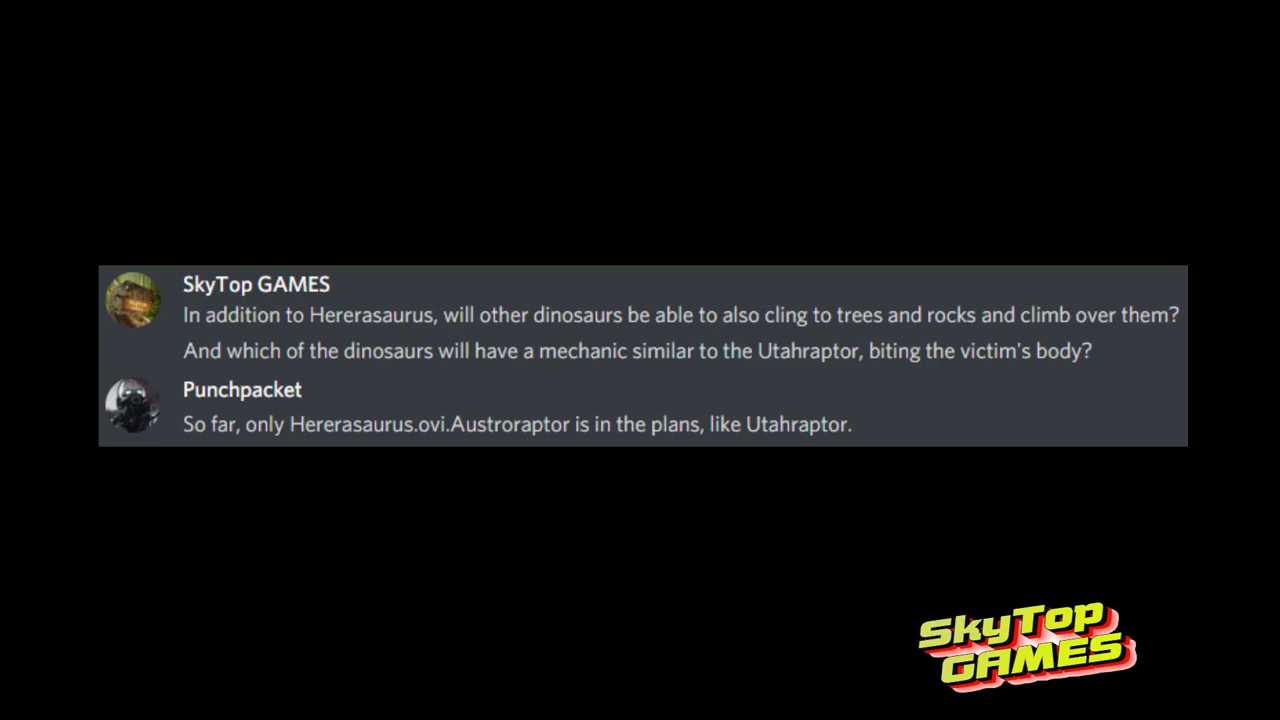 SkyTop GAMES
In addition to Hererasaurus, will other dinosaurs be able to also cling to trees and rocks and climb over them?
And which of the dinosaurs will have a mechanic similar to the Utahraptor, biting the victim's body?
Punchpacket
So far, only Hererasaurus.ovi.Austroraptor is in the plans, like Utahraptor.
SkyTop
GAMES